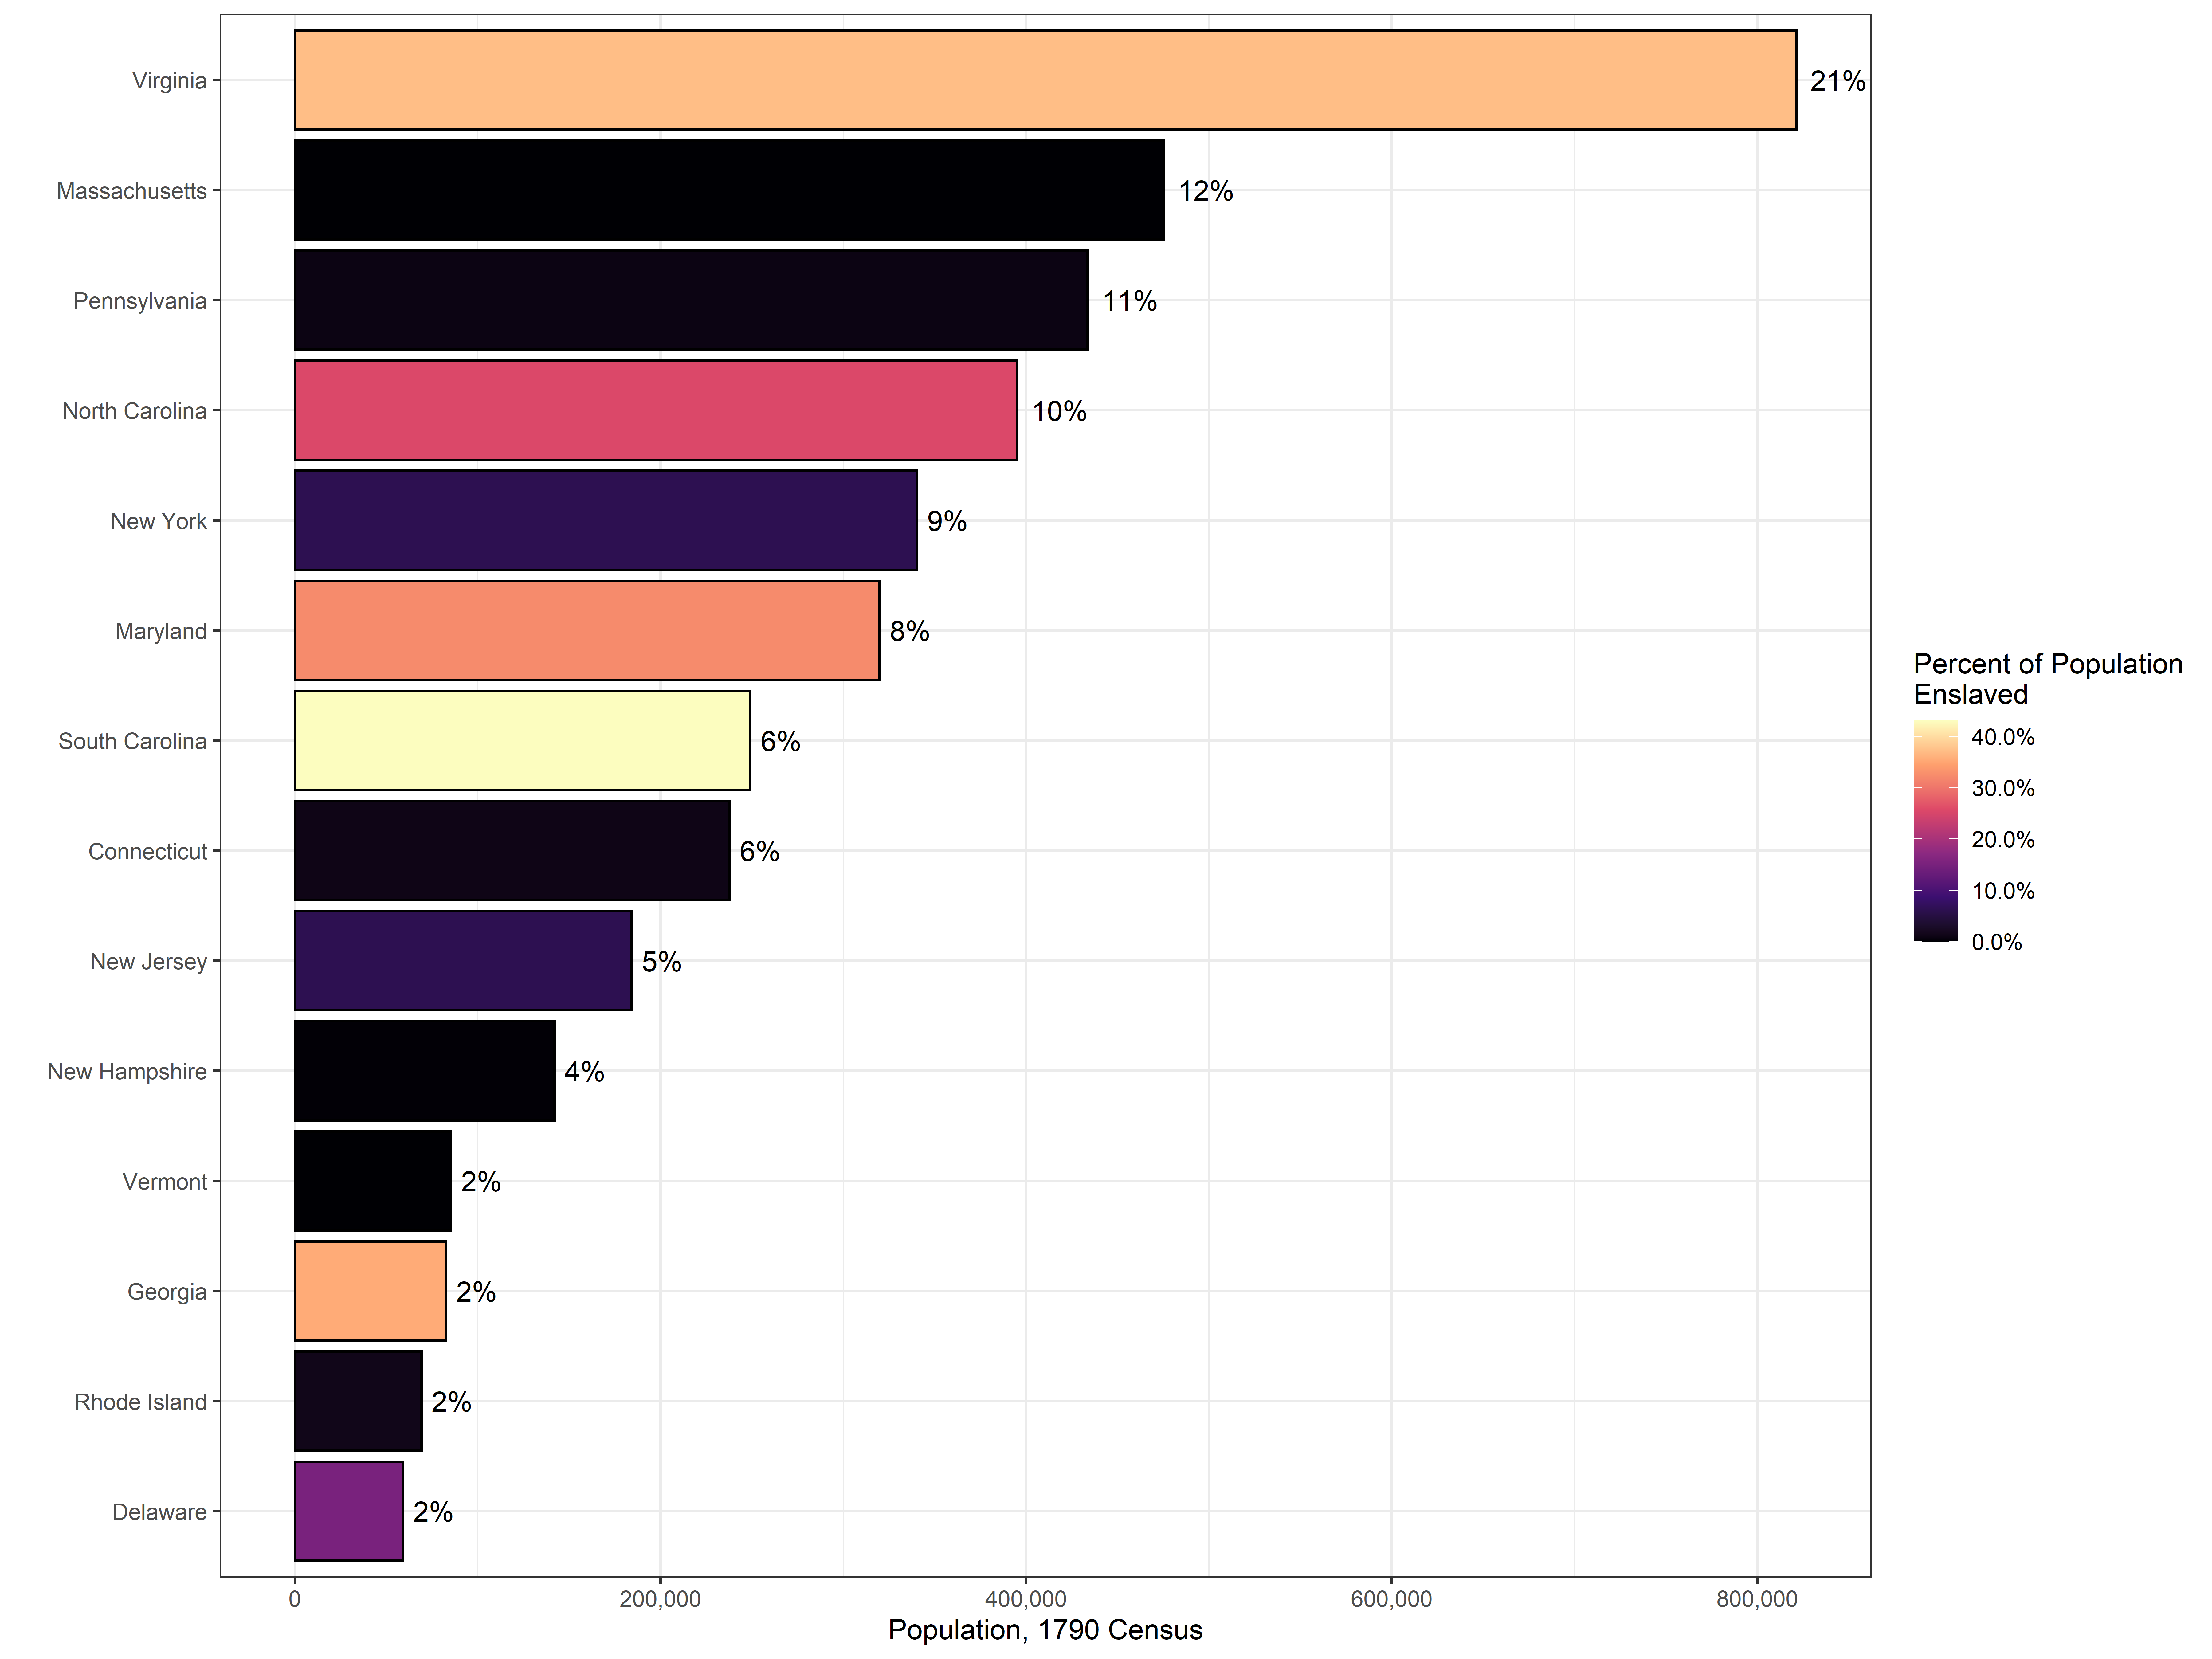 Virginia
21%
Massachusetts
12%
Pennsylvania
11%
North Carolina
10%
New York
9%
Maryland
8%
South Carolina
6%
Connecticut
6%
New Jersey
5%
New Hampshire
4%
Vermont
2%
Georgia
2%
Rhode Island
2%
Delaware
2%
0
200,000
400,000
600,000
800,000
Population, 1790 Census
Percent of Population
Enslaved
40.0%
30.0%
20.0%
10.0%
0.0%